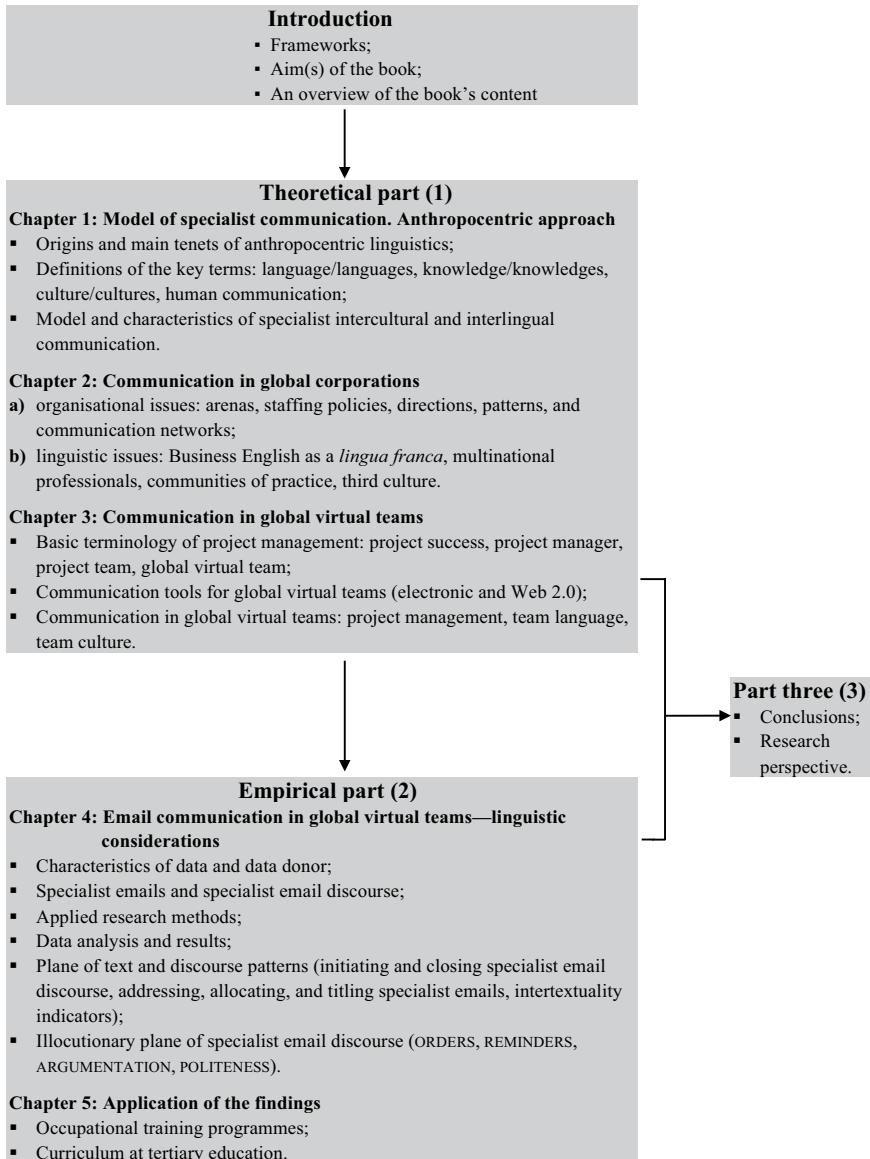 Introduction
▪ Frameworks;
▪ Aim(s) of the book;
▪ An overview of the book’s content
Theoretical part (1)
Chapter 1: Model of specialist communication. Anthropocentric approach
▪ Origins and main tenets of anthropocentric linguistics;
▪ Definitions of the key terms: language/languages, knowledge/knowledges,
culture/cultures, human communication;
▪ Model and characteristics of specialist intercultural and interlingual
communication.
Chapter 2: Communication in global corporations
a) organisational issues: arenas, staffing policies, directions, patterns, and
communication networks;
b) linguistic issues: Business English as a lingua franca, multinational
professionals, communities of practice, third culture.
Chapter 3: Communication in global virtual teams
▪ Basic terminology of project management: project success, project manager,
project team, global virtual team;
▪ Communication tools for global virtual teams (electronic and Web 2.0);
▪ Communication in global virtual teams: project management, team language,
team culture.
Part three (3)
▪ Conclusions;
▪ Research
perspective.
Empirical part (2)
Chapter 4: Email communication in global virtual teams—linguistic
considerations
▪ Characteristics of data and data donor;
▪ Specialist emails and specialist email discourse;
▪ Applied research methods;
▪ Data analysis and results;
▪ Plane of text and discourse patterns (initiating and closing specialist email
discourse, addressing, allocating, and titling specialist emails, intertextuality
indicators);
▪ Illocutionary plane of specialist email discourse (ORDERS, REMINDERS,
ARGUMENTATION, POLITENESS).
Chapter 5: Application of the findings
▪ Occupational training programmes;
▪ Curriculum at tertiary education.